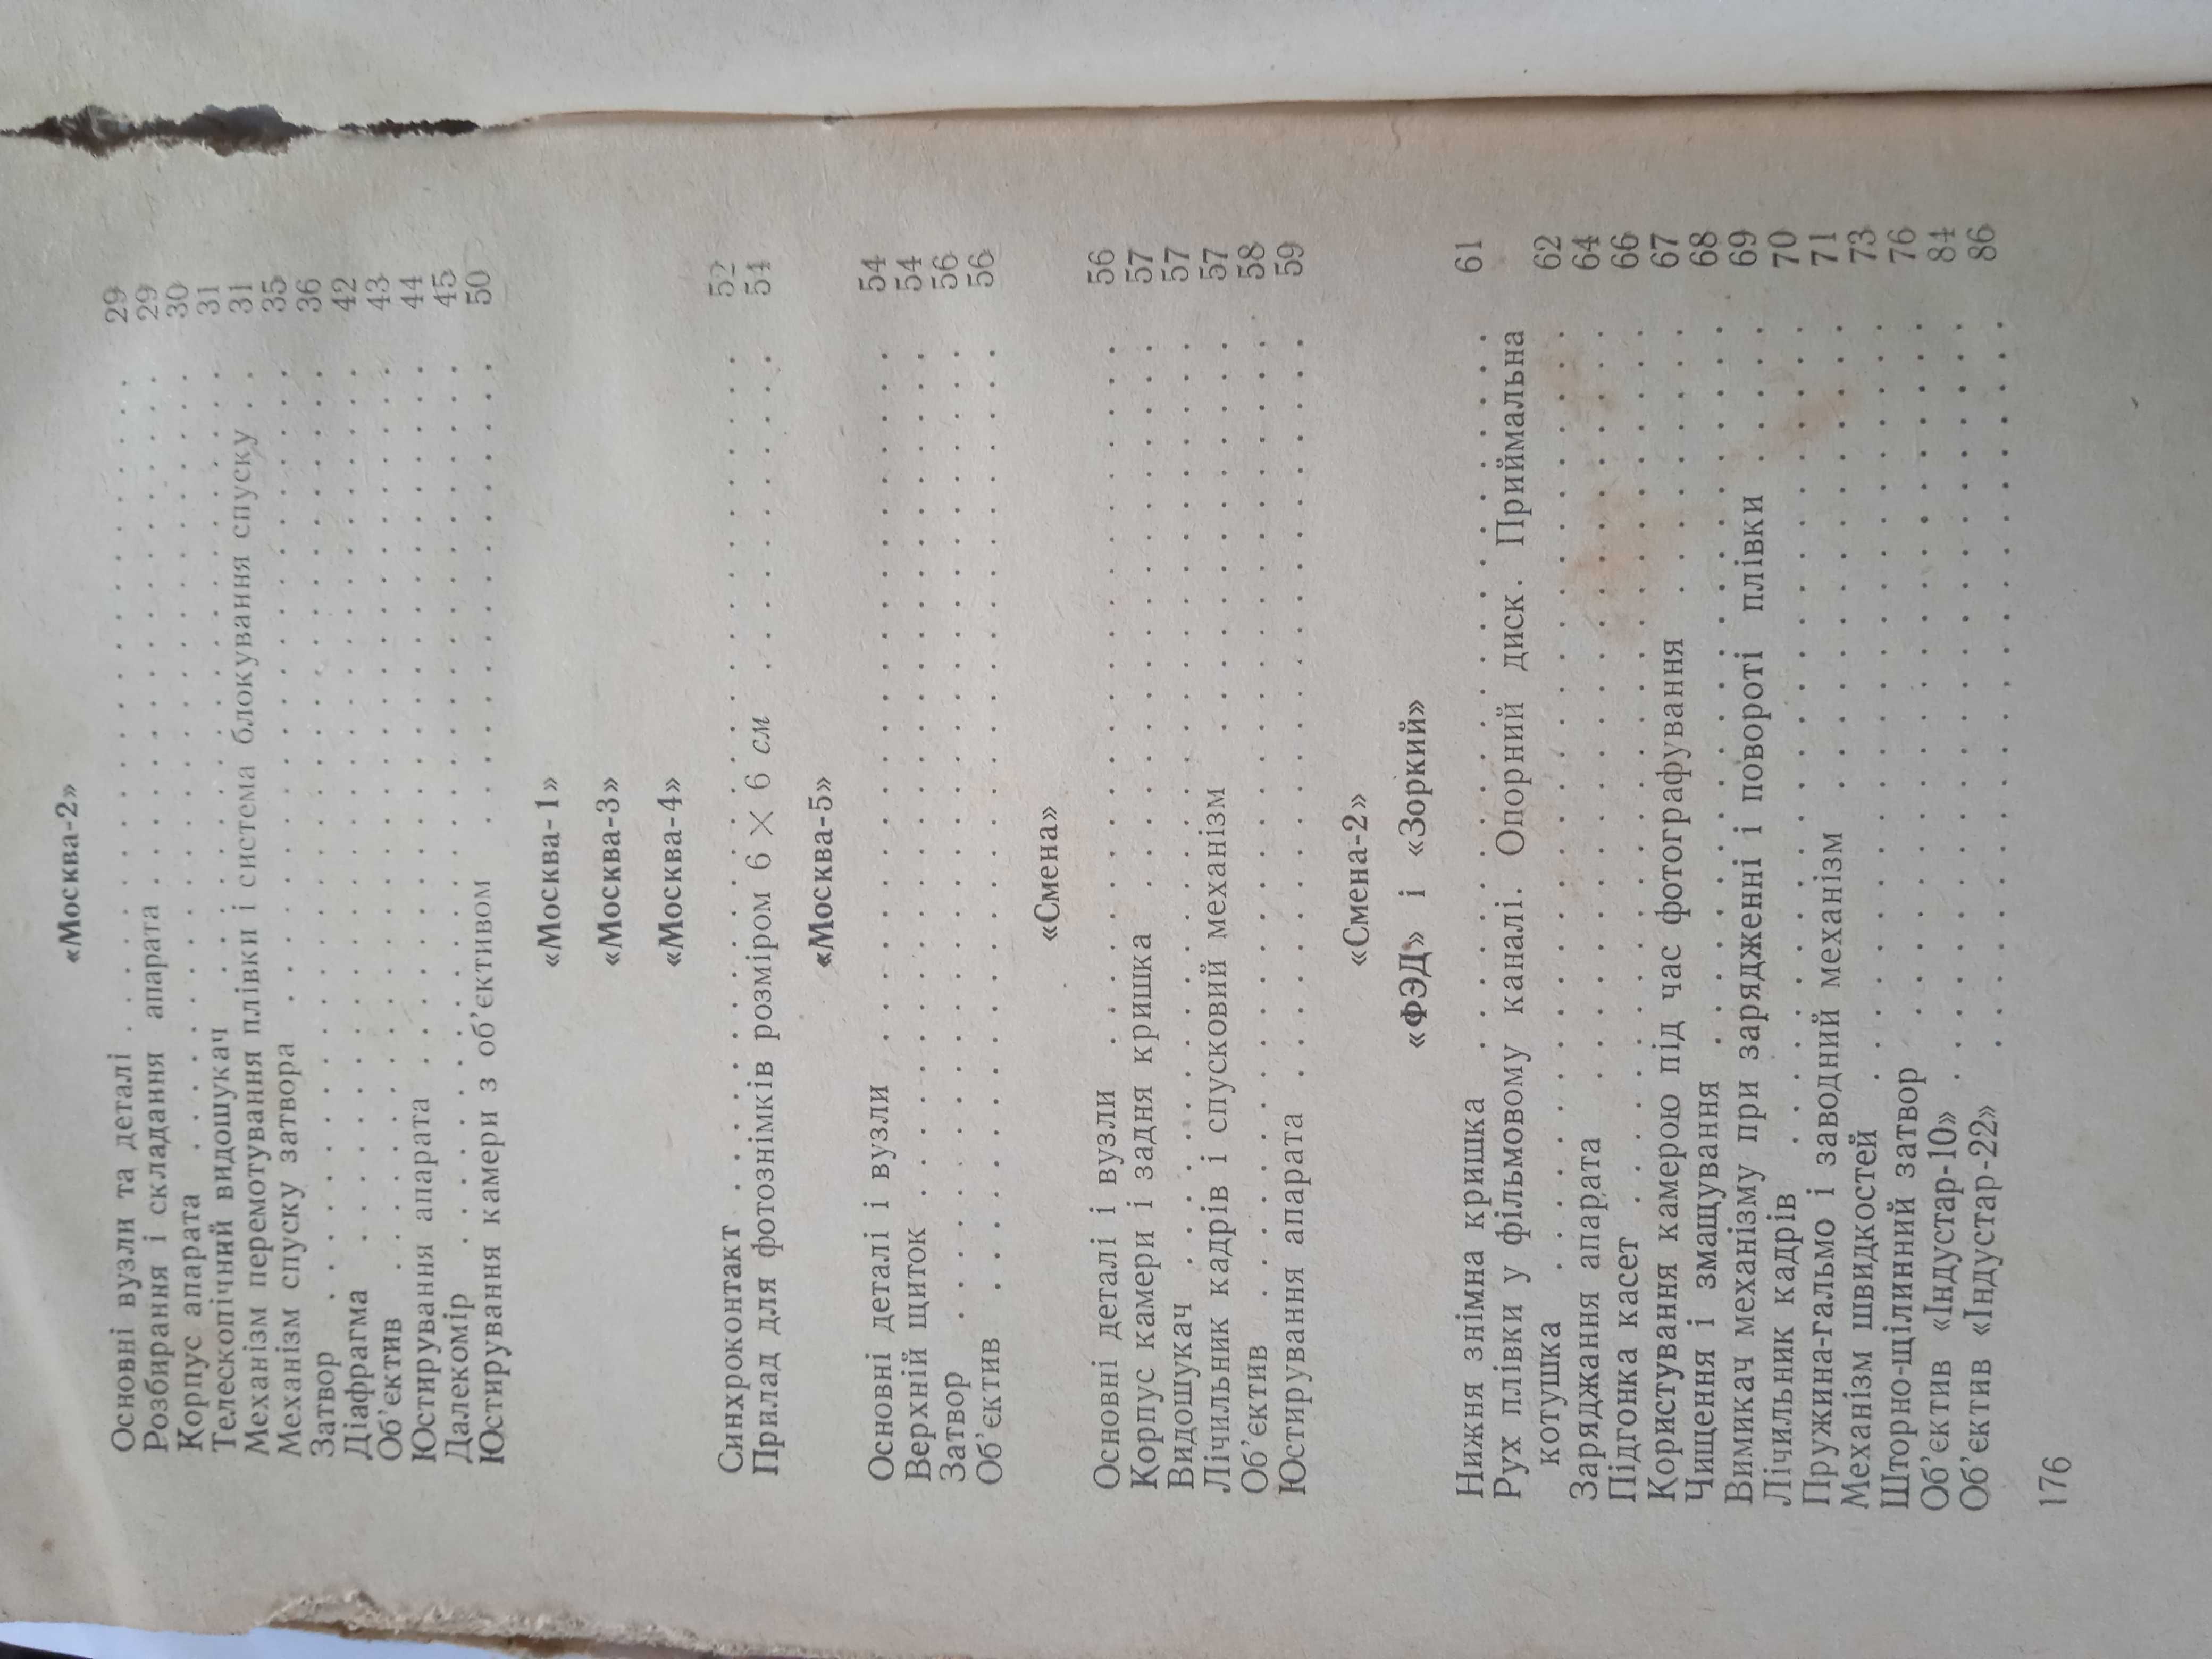 «Москва-2»
Основні вузли та деталі . . . . . . . . . . . . . . . . . . . . 29
Розбирання і складання апарата . . . . . . . . . . . . . . . . 29
Корпус апарата . . . . . . . . . . . . . . . . . . . . . . . . 30
Телескопічний видошукач . . . . . . . . . . . . . . . . . . . . 31
Механізм перемотування плівки і система блокування спуску . . 31
Механізм спуску затвора . . . . . . . . . . . . . . . . . . . . 35
Затвор . . . . . . . . . . . . . . . . . . . . . . . . . . . . 36
Діафрагма . . . . . . . . . . . . . . . . . . . . . . . . . . . 42
Об'єктив . . . . . . . . . . . . . . . . . . . . . . . . . . . 43
Юстирування апарата . . . . . . . . . . . . . . . . . . . . . . 44
Далекомір . . . . . . . . . . . . . . . . . . . . . . . . . . . 45
Юстирування камери з об'єктивом . . . . . . . . . . . . . . . . 50
«Москва-1»
«Москва-3»
«Москва-4»
Синхроконтакт . . . . . . . . . . . . . . . . . . . . . . . . . 52
Прилад для фотознімків розміром 6 × 6 см . . . . . . . . . . . 54
«Москва-5»
Основні деталі і вузли . . . . . . . . . . . . . . . . . . . . 54
Верхній щиток . . . . . . . . . . . . . . . . . . . . . . . . . 54
Затвор . . . . . . . . . . . . . . . . . . . . . . . . . . . . 56
Об'єктив . . . . . . . . . . . . . . . . . . . . . . . . . . . 56
«Смена»
Основні деталі і вузли . . . . . . . . . . . . . . . . . . . . 56
Корпус камери і задня кришка . . . . . . . . . . . . . . . . . 57
Видошукач . . . . . . . . . . . . . . . . . . . . . . . . . . . 57
Лічильник кадрів і спусковий механізм . . . . . . . . . . . . . 57
Об'єктив . . . . . . . . . . . . . . . . . . . . . . . . . . . 58
Юстирування апарата . . . . . . . . . . . . . . . . . . . . . . 59
«Смена-2»
«ФЭД» і «Зоркий»
Нижня знімна кришка . . . . . . . . . . . . . . . . . . . . . . 61
Рух плівки у фільмовому каналі. Опорний диск. Приймальна
котушка . . . . . . . . . . . . . . . . . . . . . . . . . . . . 62
Заряджання апарата . . . . . . . . . . . . . . . . . . . . . . 64
Підгонка касет . . . . . . . . . . . . . . . . . . . . . . . . 66
Користування камерою під час фотографування . . . . . . . . . . 67
Чищення і змащування . . . . . . . . . . . . . . . . . . . . . 68
Вимикач механізму при зарядженні і повороті плівки . . . . . . 69
Лічильник кадрів . . . . . . . . . . . . . . . . . . . . . . . 70
Пружина-гальмо і заводний механізм . . . . . . . . . . . . . . 71
Механізм швидкостей . . . . . . . . . . . . . . . . . . . . . . 73
Шторно-щілинний затвор . . . . . . . . . . . . . . . . . . . . 76
Об'єктив «Індустар-10» . . . . . . . . . . . . . . . . . . . . 84
Об'єктив «Індустар-22» . . . . . . . . . . . . . . . . . . . . 86
176